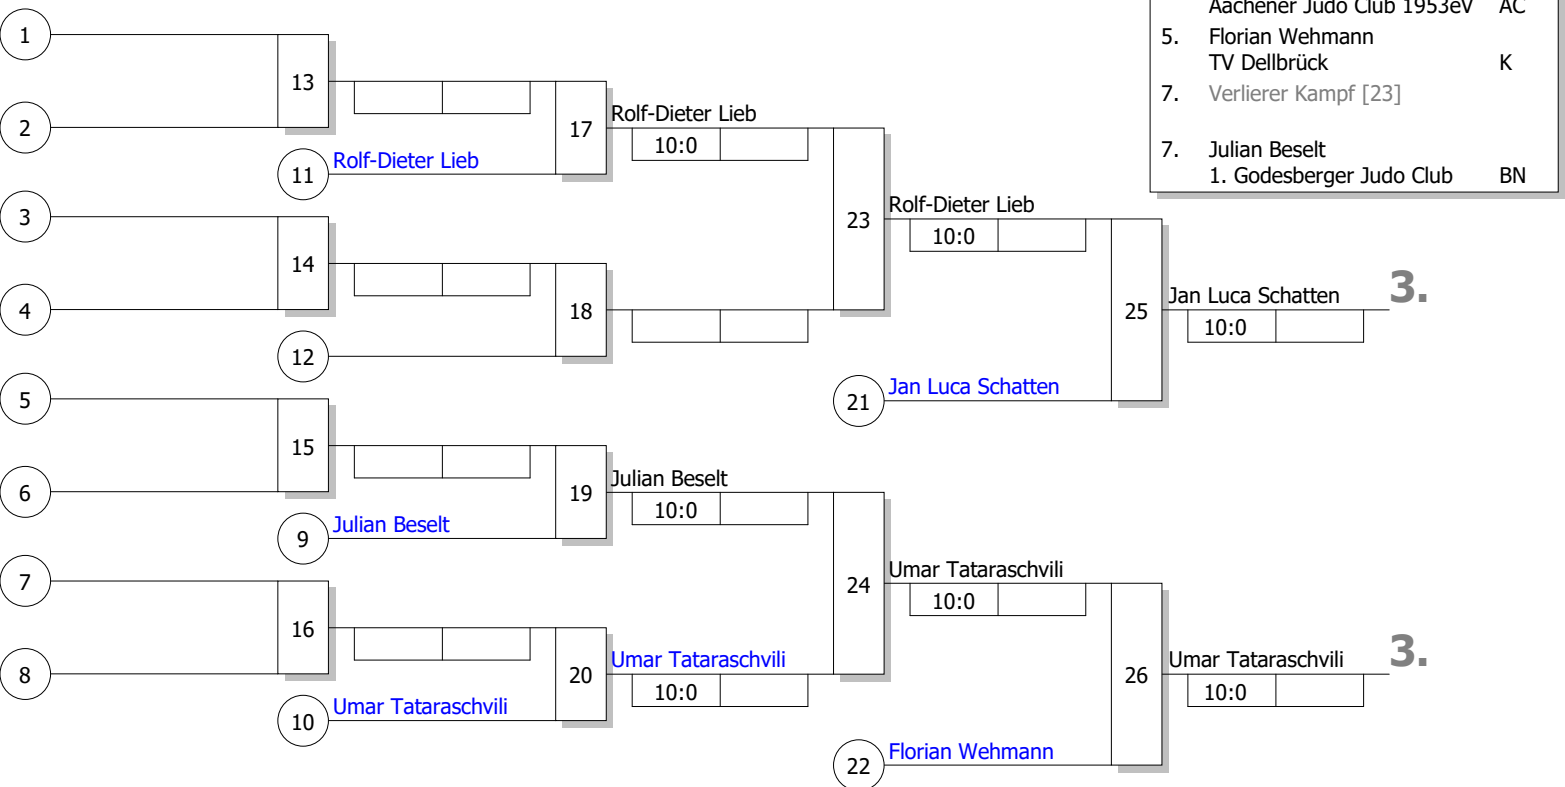 Aachener Judo Club 1953eV AC
5. Florian Wehmann
TV Dellbrück K
7. Verlierer Kampf [23]
7. Julian Beselt
1. Godesberger Judo Club BN
1
13
2
17
Rolf-Dieter Lieb
10:0
11
Rolf-Dieter Lieb
3
23
Rolf-Dieter Lieb
10:0
14
4
18
12
25
Jan Luca Schatten
10:0
3.
5
21
Jan Luca Schatten
15
6
19
Julian Beselt
10:0
9
Julian Beselt
7
24
Umar Tataraschvili
10:0
16
8
20
Umar Tataraschvili
10:0
10
Umar Tataraschvili
26
Umar Tataraschvili
10:0
3.
22
Florian Wehmann